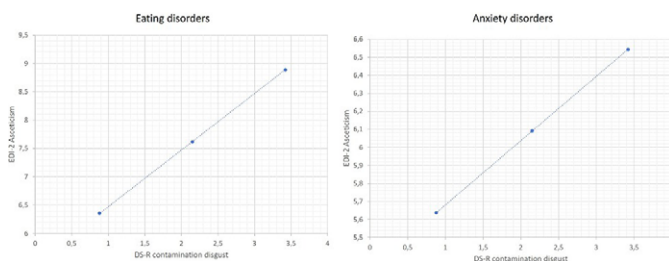 Eating disorders
9,5
9
8,5
8
7,5
7
6,5
6
EDI-2 Asceticism
0 0,5 1 1,5 2 2,5 3 3,5 4
DS-R contamination disgust
Anxiety disorders
6,6
6,5
6,4
6,3
6,2
6,1
6
5,9
5,8
5,7
5,6
5,5
EDI-2 Asceticism
0 0,5 1 1,5 2 2,5 3 3,5
DS-R contamination disgust